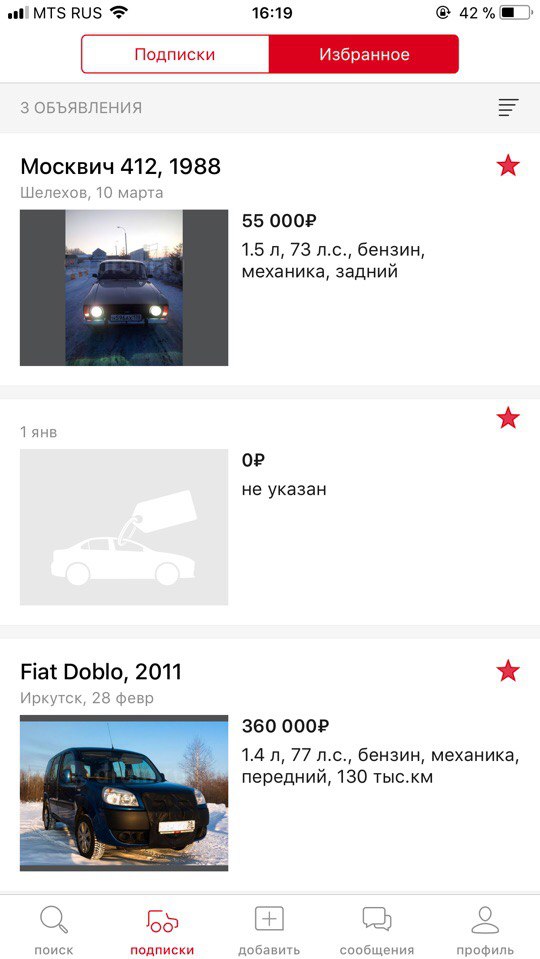 MTS RUS 16:19 42 %
Подписки Избранное
3 ОБЪЯВЛЕНИЯ
Москвич 412, 1988
Шелехов, 10 марта
55 000₽
1.5 л, 73 л.с., бензин,
механика, задний
1 янв
0₽
не указан
Fiat Doblo, 2011
Иркутск, 28 февр
360 000₽
1.4 л, 77 л.с., бензин, механика,
передний, 130 тыс.км
поиск подписки добавить сообщения профиль